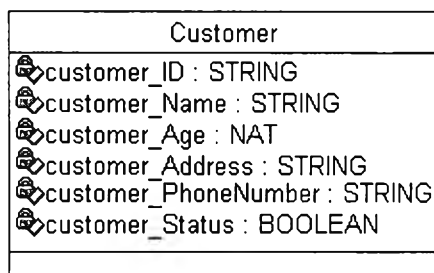 Customer
customer_ID : STRING
customer_Name : STRING
customer_Age : NAT
customer_Address : STRING
customer_PhoneNumber : STRING
customer_Status : BOOLEAN